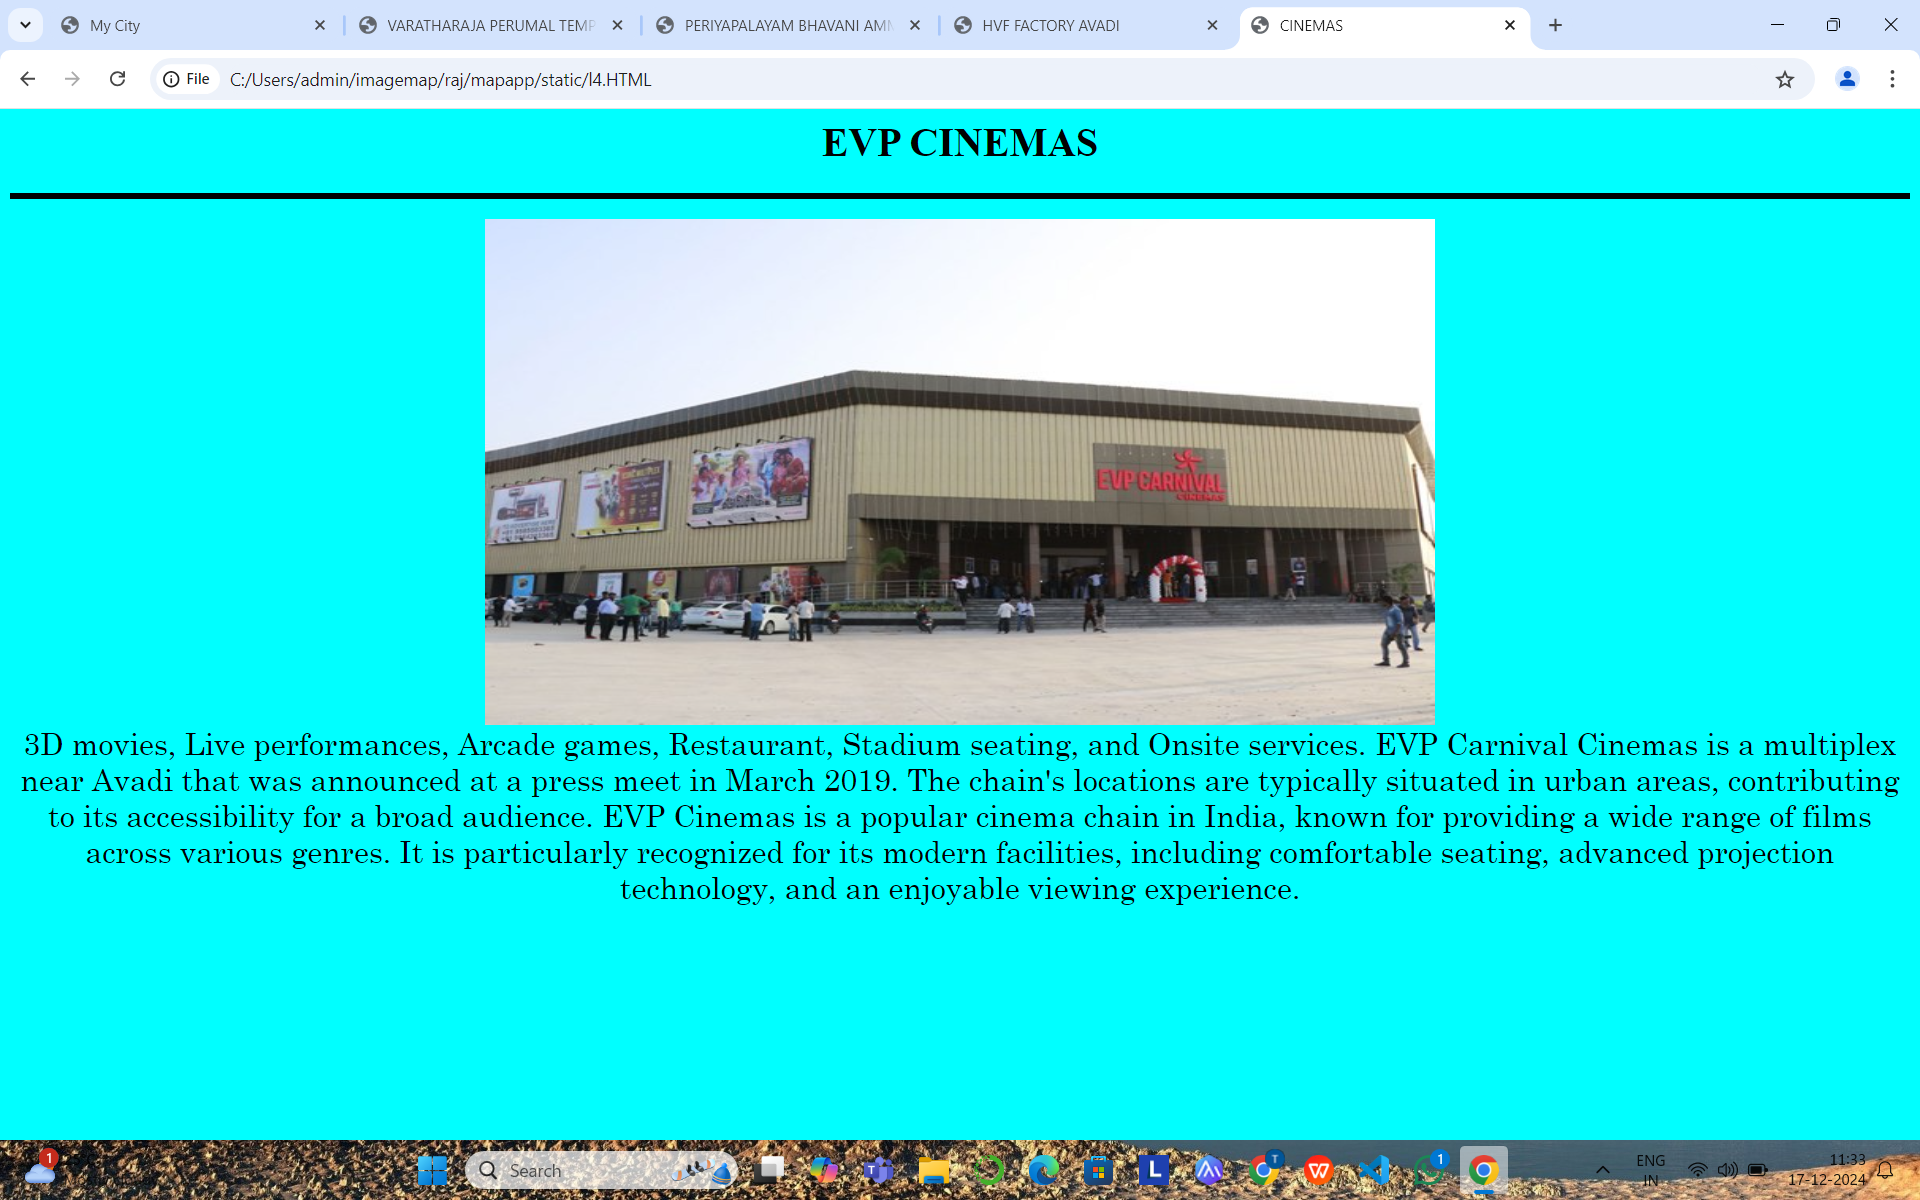 My City
VARATHARAJA PERUMAL TEMP
PERIYAPALAYAM BHAVANI AMM
HVF FACTORY AVADI
CINEMAS
File
C:/Users/admin/imagemap/raj/mapapp/static/l4.HTML
EVP CINEMAS
EVP CARNIVAL
CINEMAS
3D movies, Live performances, Arcade games, Restaurant, Stadium seating, and Onsite services. EVP Carnival Cinemas is a multiplex
near Avadi that was announced at a press meet in March 2019. The chain's locations are typically situated in urban areas, contributing
to its accessibility for a broad audience. EVP Cinemas is a popular cinema chain in India, known for providing a wide range of films
across various genres. It is particularly recognized for its modern facilities, including comfortable seating, advanced projection
technology, and an enjoyable viewing experience.
1
Search
T
L
T
W
1
ENG
IN
11:33
17-12-2024